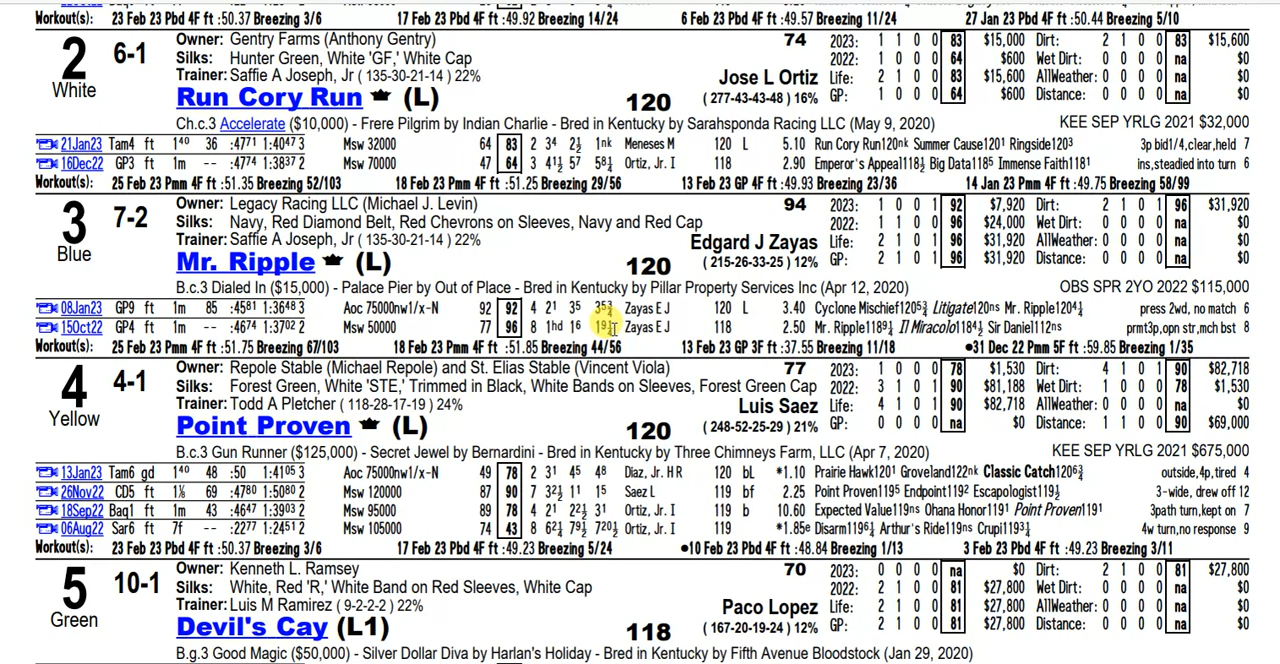 Workout(s): 23 Feb 23 Pbd 4F ft :50.37 Breezing 3/6 17 Feb 23 Pbd 4F ft :49.92 Breezing 14/24 6 Feb 23 Pbd 4F ft :49.57 Breezing 11/24 27 Jan 23 Pbd 4F ft :50.44 Breezing 5/10
2 6-1 White
Owner: Gentry Farms (Anthony Gentry) 74 2023: 1 1 0 0 83 $15,000 Dirt: 2 1 0 0 83 $15,600
Silks: Hunter Green, White 'GF,' White Cap 2022: 1 0 0 0 64 $600 Wet Dirt: 0 0 0 0 na $0
Trainer: Saffie A Joseph, Jr ( 135-30-21-14 ) 22% Jose L Ortiz Life: 2 1 0 0 83 $15,600 AllWeather: 0 0 0 0 na $0
Run Cory Run (L) 120 ( 277-43-43-48 ) 16% GP: 1 0 0 0 64 $600 Distance: 0 0 0 0 na $0
Ch.c.3 Accelerate ($10,000) - Frere Pilgrim by Indian Charlie - Bred in Kentucky by Sarahsponda Racing LLC (May 9, 2020) KEE SEP YRLG 2021 $32,000
21Jan23 Tam4 ft 1⁴⁰ 36 :4771 1:4047 3 Msw 32000 64 83 2 34 2½ 1nk Meneses M 120 L 5.10 Run Cory Run120nk Summer Cause1201 Ringside1203 3p bid1/4,clear,held 7
16Dec22 GP3 ft 1m -- :4774 1:3837 2 Msw 70000 47 64 3 41½ 57 58½ Ortiz, Jr. I 118 2.90 Emperor's Appeal118½ Big Data1185 Immense Faith1181 ins,steadied into turn 6
Workout(s): 25 Feb 23 Pmm 4F ft :51.35 Breezing 52/103 18 Feb 23 Pmm 4F ft :51.25 Breezing 29/56 13 Feb 23 GP 4F ft :49.93 Breezing 23/36 14 Jan 23 Pmm 4F ft :49.75 Breezing 58/99
3 7-2 Blue
Owner: Legacy Racing LLC (Michael J. Levin) 94 2023: 1 0 0 1 92 $7,920 Dirt: 2 1 0 1 96 $31,920
Silks: Navy, Red Diamond Belt, Red Chevrons on Sleeves, Navy and Red Cap 2022: 1 1 0 0 96 $24,000 Wet Dirt: 0 0 0 0 na $0
Trainer: Saffie A Joseph, Jr ( 135-30-21-14 ) 22% Edgard J Zayas Life: 2 1 0 1 96 $31,920 AllWeather: 0 0 0 0 na $0
Mr. Ripple (L) 120 ( 215-26-33-25 ) 12% GP: 2 1 0 1 96 $31,920 Distance: 0 0 0 0 na $0
B.c.3 Dialed In ($15,000) - Palace Pier by Out of Place - Bred in Kentucky by Pillar Property Services Inc (Apr 12, 2020) OBS SPR 2YO 2022 $115,000
08Jan23 GP9 ft 1m 85 :4581 1:3648 3 Aoc 75000nw1/x-N 92 92 4 21 35 35¾ Zayas E J 120 L 3.40 Cyclone Mischief1205¾ Litigate120ns Mr. Ripple1204¼ press 2wd, no match 6
15Oct22 GP4 ft 1m -- :4674 1:3702 2 Msw 50000 77 96 8 1hd 16 19¼ Zayas E J 118 2.50 Mr. Ripple1189¼ Il Miracolo1184½ Sir Daniel112ns prmt3p,opn str,mch bst 8
Workout(s): 25 Feb 23 Pmm 4F ft :51.75 Breezing 67/103 18 Feb 23 Pmm 4F ft :51.85 Breezing 44/56 13 Feb 23 GP 3F ft :37.55 Breezing 11/18 •31 Dec 22 Pmm 5F ft :59.85 Breezing 1/35
4 4-1 Yellow
Owner: Repole Stable (Michael Repole) and St. Elias Stable (Vincent Viola) 77 2023: 1 0 0 0 78 $1,530 Dirt: 4 1 0 1 90 $82,718
Silks: Forest Green, White 'STE,' Trimmed in Black, White Bands on Sleeves, Forest Green Cap 2022: 3 1 0 1 90 $81,188 Wet Dirt: 1 0 0 0 78 $1,530
Trainer: Todd A Pletcher ( 118-28-17-19 ) 24% Luis Saez Life: 4 1 0 1 90 $82,718 AllWeather: 0 0 0 0 na $0
Point Proven (L) 120 ( 248-52-25-29 ) 21% GP: 0 0 0 0 na $0 Distance: 1 1 0 0 90 $69,000
B.c.3 Gun Runner ($125,000) - Secret Jewel by Bernardini - Bred in Kentucky by Three Chimneys Farm, LLC (Apr 7, 2020) KEE SEP YRLG 2021 $675,000
13Jan23 Tam6 gd 1⁴⁰ 48 :50 1:4105 3 Aoc 75000nw1/x-N 49 78 2 31 45 48 Diaz, Jr. H R 120 bL *1.10 Prairie Hawk1201 Groveland122nk Classic Catch1206¾ outside,4p,tired 4
26Nov22 CD5 ft 1⅛ 69 :4780 1:5080 2 Msw 120000 87 90 7 32½ 11 15 Saez L 119 bf 2.25 Point Proven1195 Endpoint1192 Escapologist119½ 3-wide, drew off 12
18Sep22 Baq1 ft 1m 43 :4647 1:3903 2 Msw 95000 89 78 4 21 22½ 31 Ortiz, Jr. I 119 b 10.60 Expected Value119ns Ohana Honor1191 Point Proven1191 3path turn,kept on 7
06Aug22 Sar6 ft 7f -- :2277 1:2451 2 Msw 105000 74 43 8 62¼ 79½ 720½ Ortiz, Jr. I 119 *1.85e Disarm116¼ Arthur's Ride119ns Crupi1193¼ 4w turn,no response 9
Workout(s): 23 Feb 23 Pbd 4F ft :50.37 Breezing 3/6 17 Feb 23 Pbd 4F ft :49.23 Breezing 5/24 •10 Feb 23 Pbd 4F ft :48.84 Breezing 1/13 3 Feb 23 Pbd 4F ft :49.23 Breezing 3/11
5 10-1 Green
Owner: Kenneth L. Ramsey 70 2023: 0 0 0 0 na $0 Dirt: 2 1 0 0 81 $27,800
Silks: White, Red 'R,' White Band on Red Sleeves, White Cap 2022: 2 1 0 0 81 $27,800 Wet Dirt: 0 0 0 0 na $0
Trainer: Luis M Ramirez ( 9-2-2-2 ) 22% Paco Lopez Life: 2 1 0 0 81 $27,800 AllWeather: 0 0 0 0 na $0
Devil's Cay (L1) 118 ( 167-20-19-24 ) 12% GP: 2 1 0 0 81 $27,800 Distance: 0 0 0 0 na $0
B.g.3 Good Magic ($50,000) - Silver Dollar Diva by Harlan's Holiday - Bred in Kentucky by Fifth Avenue Bloodstock (Jan 29, 2020)